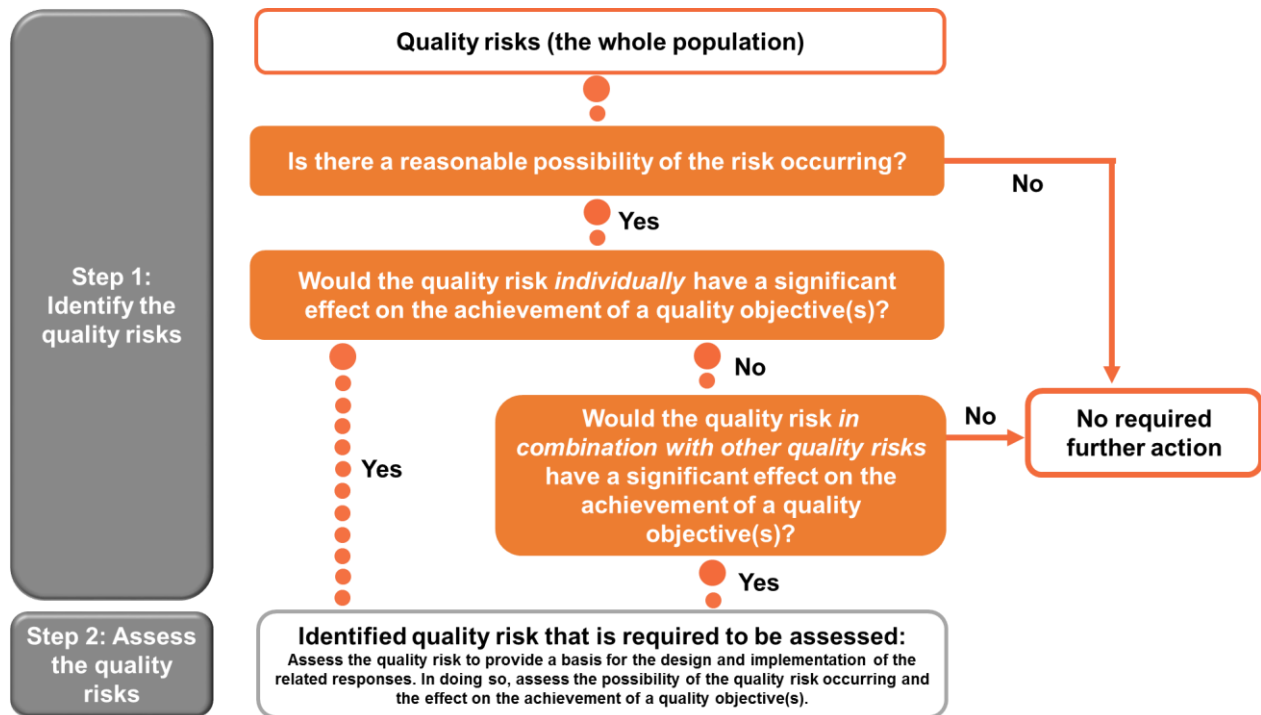 Quality risks (the whole population)
Is there a reasonable possibility of the risk occurring?
No
Yes
Step 1:
Identify the
quality risks
Would the quality risk individually have a significant
effect on the achievement of a quality objective(s)?
No
Yes
Would the quality risk in
combination with other quality risks
have a significant effect on the
achievement of a quality
objective(s)?
No
No required
further action
Yes
Step 2: Assess
the quality
risks
Identified quality risk that is required to be assessed:
Assess the quality risk to provide a basis for the design and implementation of the
related responses. In doing so, assess the possibility of the quality risk occurring and
the effect on the achievement of a quality objective(s).